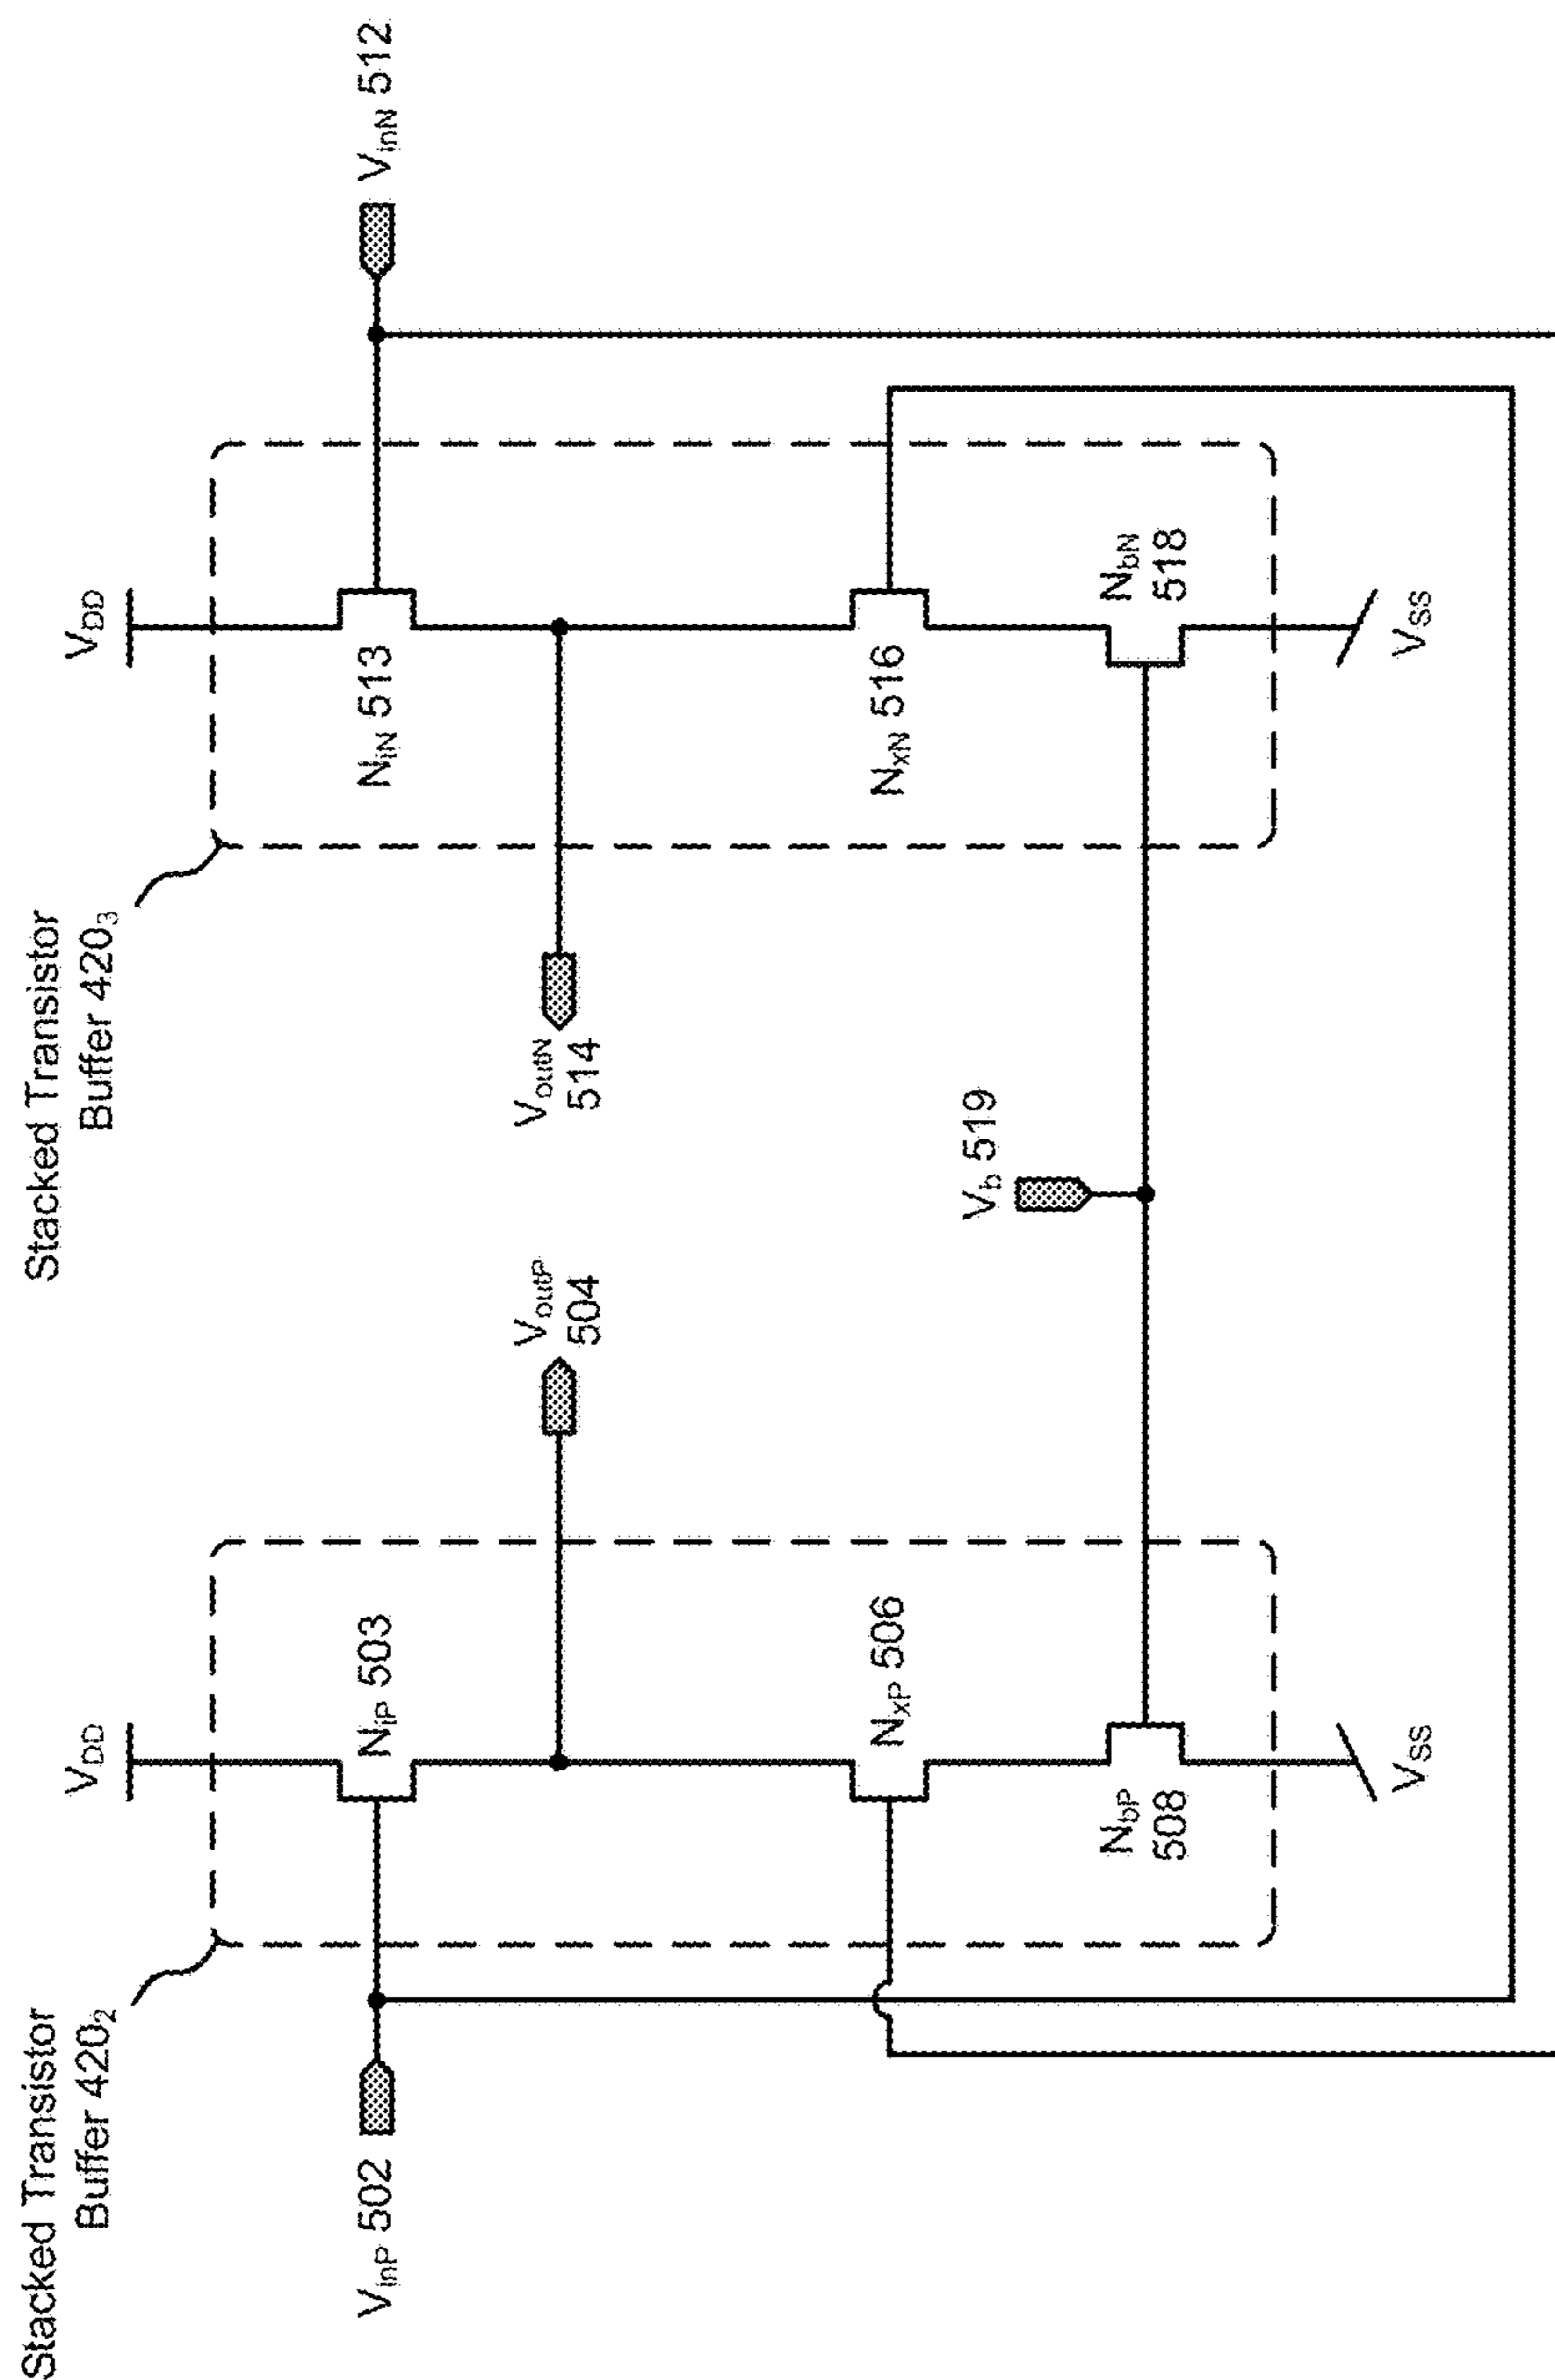 Stacked Transistor
Buffer 420₂
Stacked Transistor
Buffer 420₃
V_DD
V_DD
V_inP 502
N_iP 503
N_iN 513
V_inN 512
V_outP
504
V_outN
514
N_xP 506
N_xN 516
V_b 519
N_bP
508
N_bN
518
V_SS
V_SS